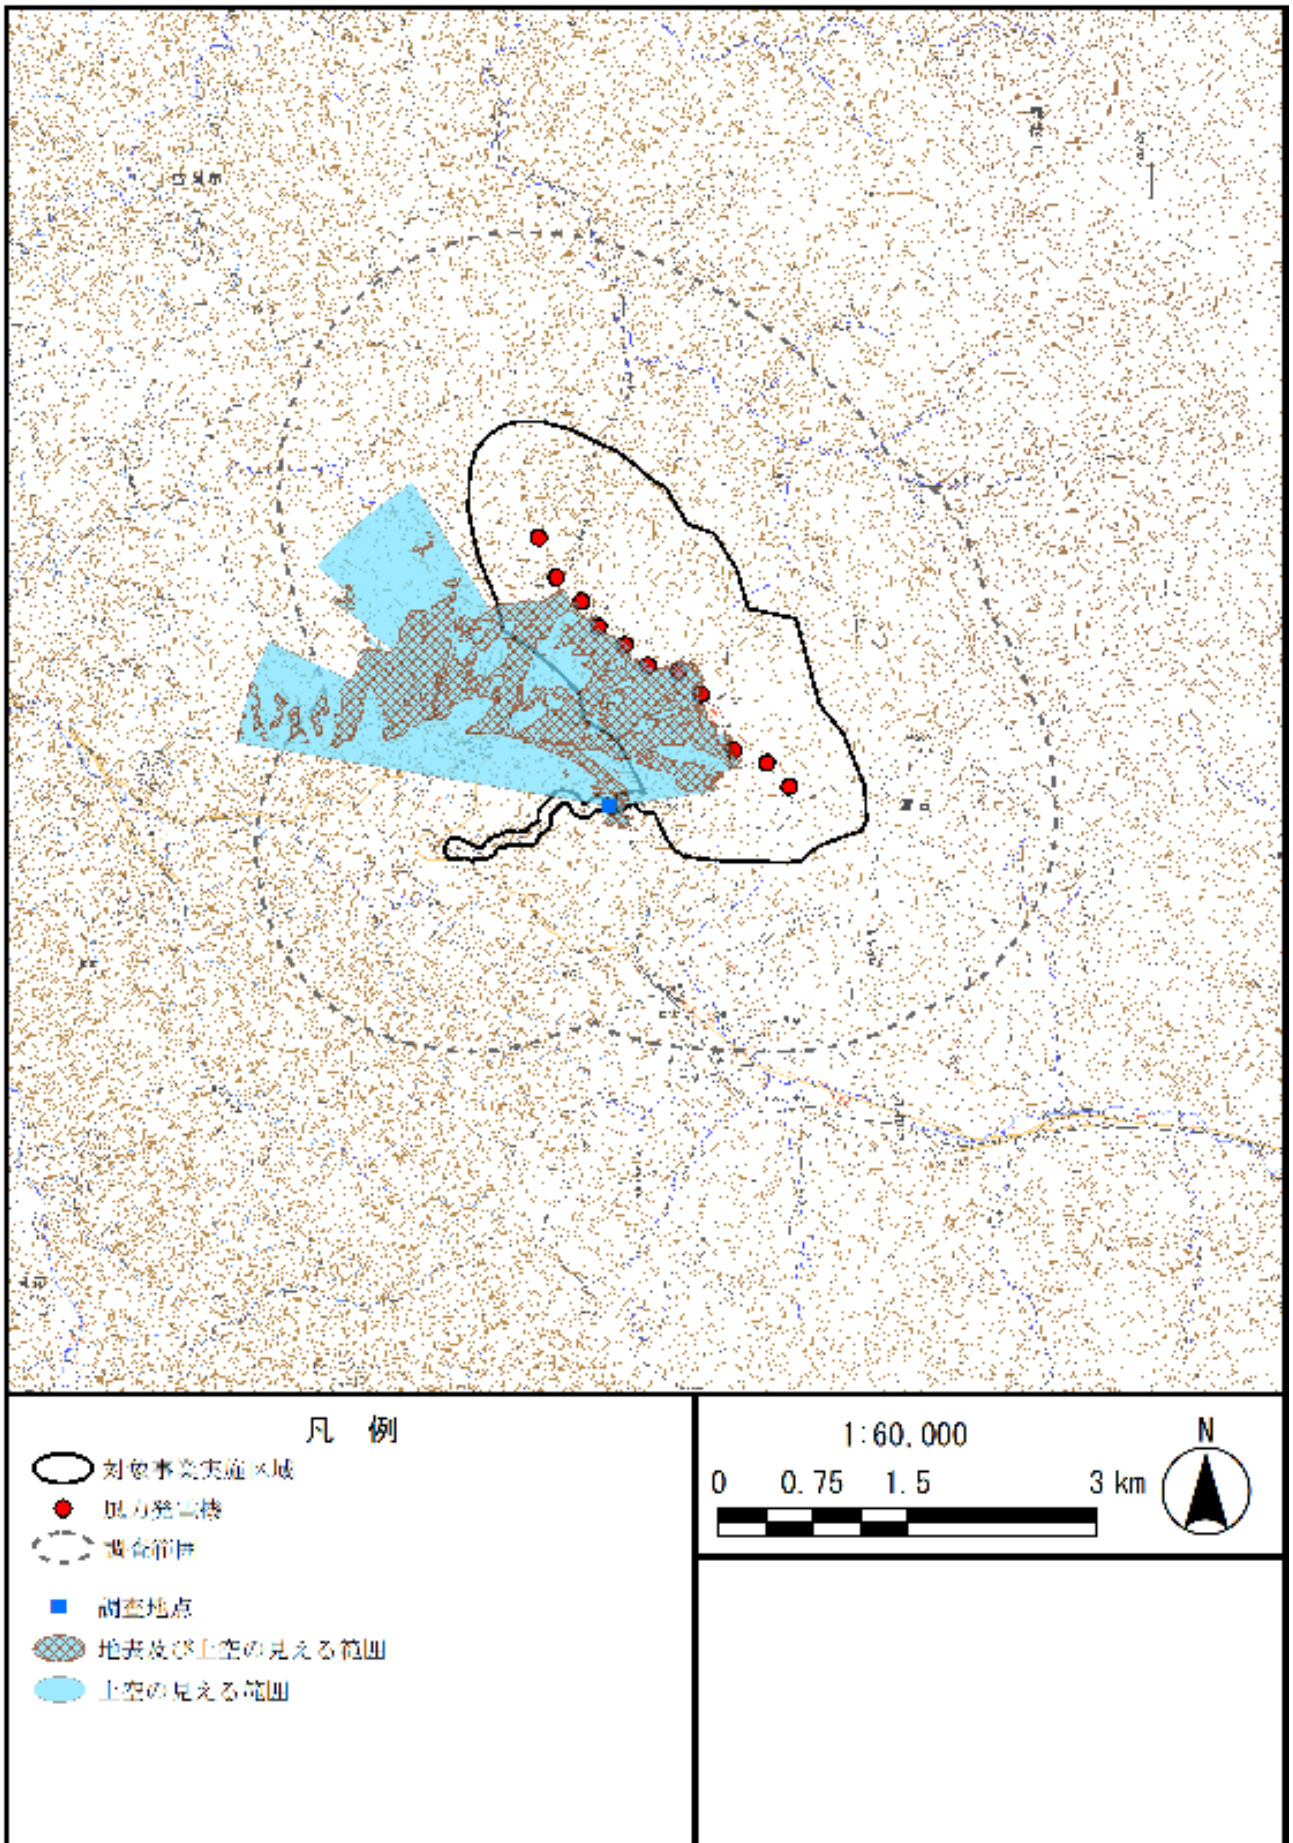 凡 例
対象事業実施区域
風力発電機
調査範囲
調査地点
地表及び上空の見える範囲
上空の見える範囲
1:60,000
0 0.75 1.5 3 km
N